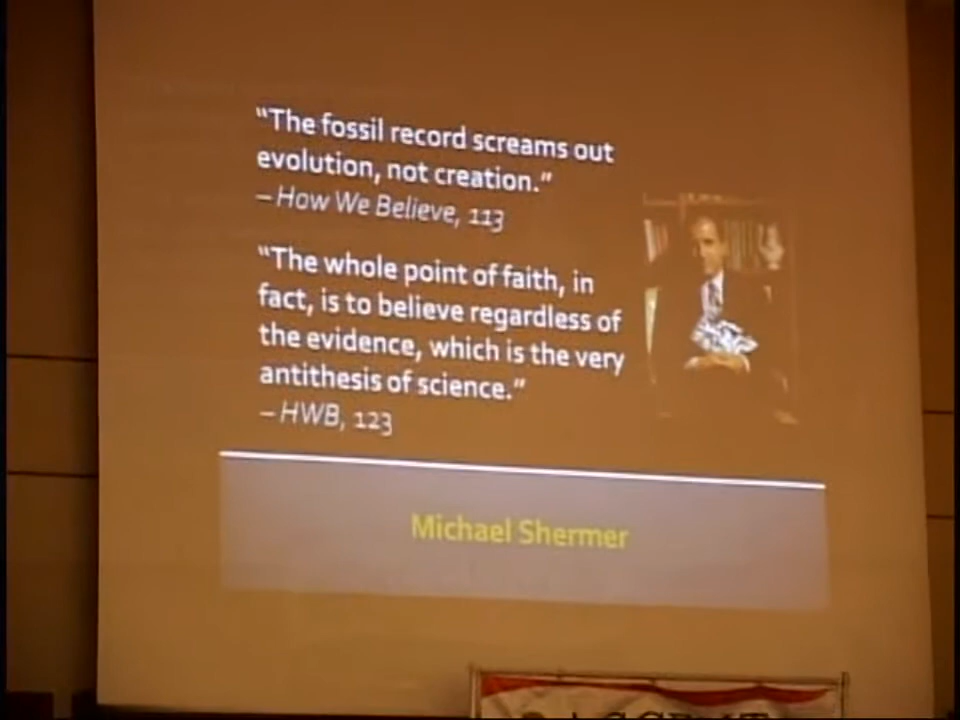 “The fossil record screams out
evolution, not creation.”
– How We Believe, 113
“The whole point of faith, in
fact, is to believe regardless of
the evidence, which is the very
antithesis of science.”
– HWB, 123
Michael Shermer